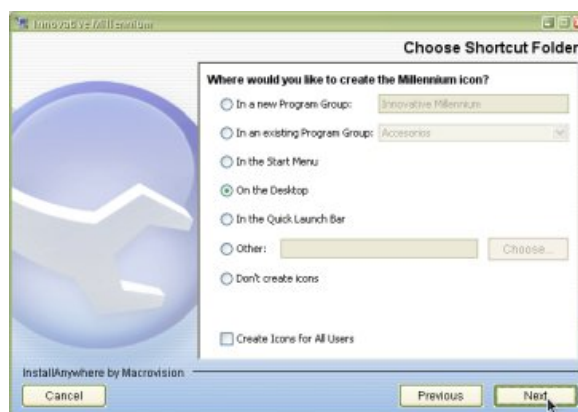 Innovative Millennium
Choose Shortcut Folder
Where would you like to create the Millennium icon?
In a new Program Group: Innovative Millennium
In an existing Program Group: Accesorios
In the Start Menu
On the Desktop
In the Quick Launch Bar
Other: Choose...
Don't create icons
Create Icons for All Users
InstallAnywhere by Macrovision
Cancel Previous Next